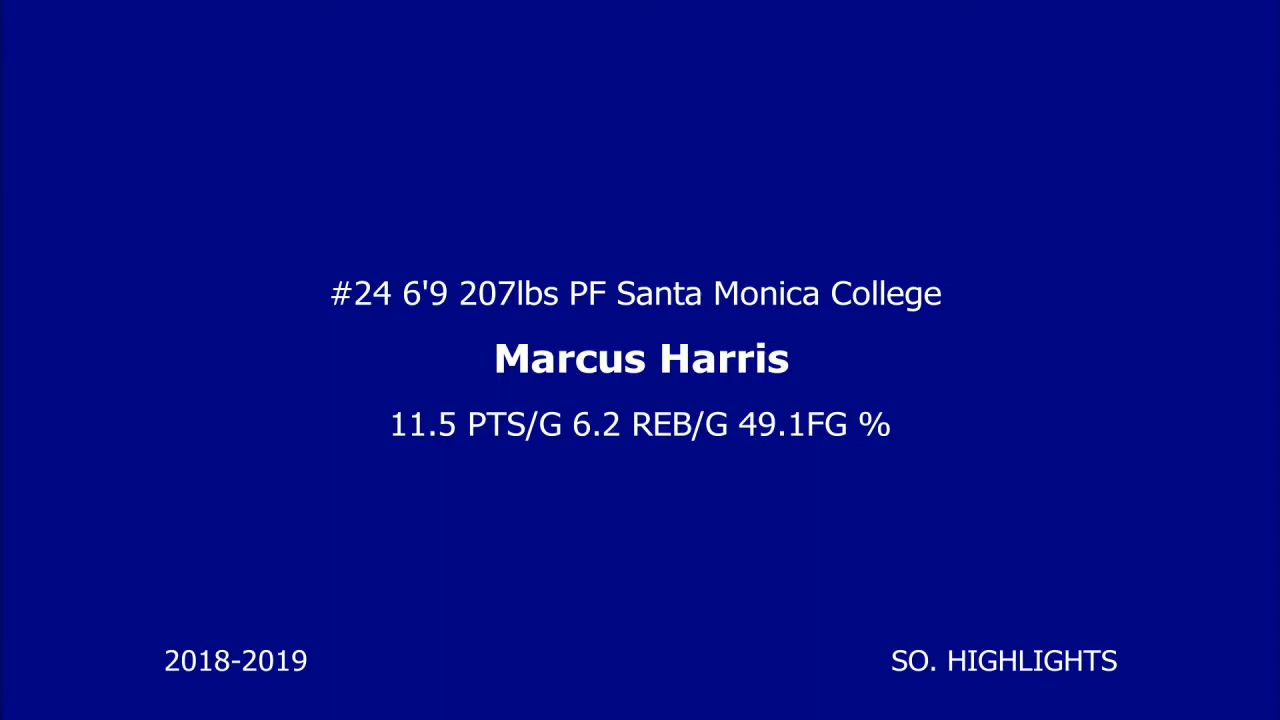 #24 6'9 207lbs PF Santa Monica College
Marcus Harris
11.5 PTS/G 6.2 REB/G 49.1FG %
2018-2019
SO. HIGHLIGHTS